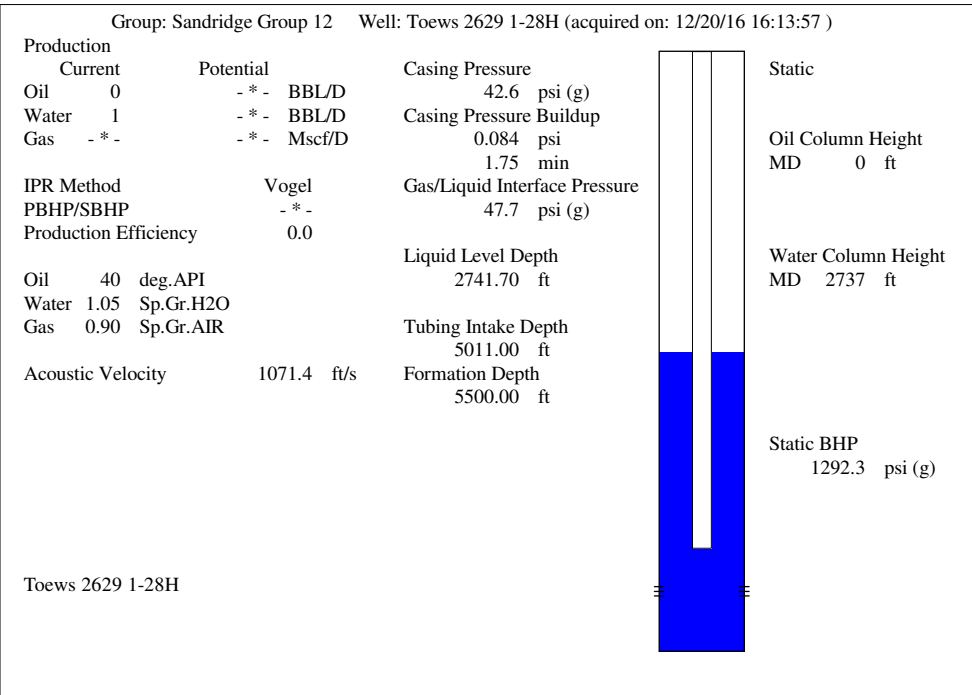 Group: Sandridge Group 12 Well: Toews 2629 1-28H (acquired on: 12/20/16 16:13:57 )
Production
Current Potential
Oil 0 - * - BBL/D
Water 1 - * - BBL/D
Gas - * - - * - Mscf/D
IPR Method Vogel
PBHP/SBHP - * -
Production Efficiency 0.0
Oil 40 deg.API
Water 1.05 Sp.Gr.H2O
Gas 0.90 Sp.Gr.AIR
Acoustic Velocity 1071.4 ft/s
Casing Pressure
42.6 psi (g)
Casing Pressure Buildup
0.084 psi
1.75 min
Gas/Liquid Interface Pressure
47.7 psi (g)
Liquid Level Depth
2741.70 ft
Tubing Intake Depth
5011.00 ft
Formation Depth
5500.00 ft
Static
Oil Column Height
MD 0 ft
Water Column Height
MD 2737 ft
Static BHP
1292.3 psi (g)
Toews 2629 1-28H